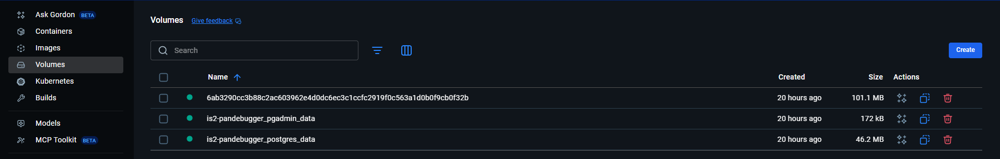 Ask Gordon BETA
Containers
Images
Volumes
Kubernetes
Builds
Models
MCP Toolkit BETA
Volumes Give feedback
Search
Create
Name Created Size Actions
6ab3290cc3b88c2ac603962e4d0dc6ec3c1ccfc2919f0c563a1d0b0f9cb0f32b 20 hours ago 101.1 MB
is2-pandebugger_pgadmin_data 20 hours ago 172 kB
is2-pandebugger_postgres_data 20 hours ago 46.2 MB